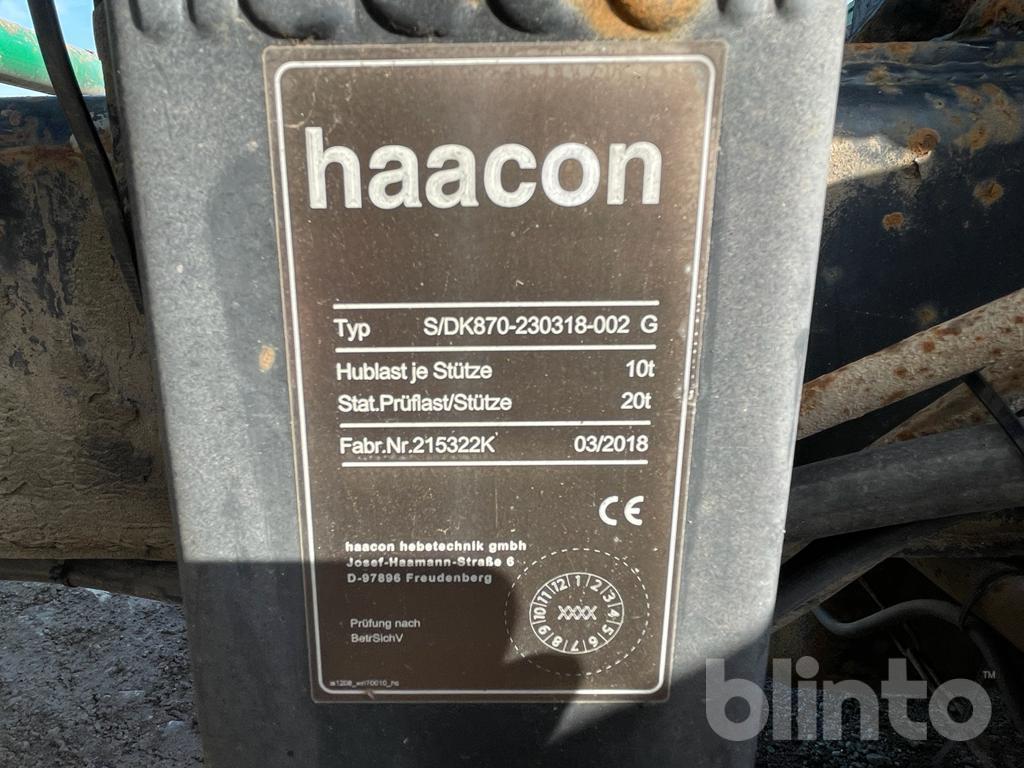 haacon
Typ S/DK870-230318-002 G
Hublast je Stütze 10t
Stat.Prüflast/Stütze 20t
Fabr.Nr.215322K 03/2018
CE
haacon hebetechnik gmbh
Josef-Haamann-Straße 6
D-97896 Freudenberg
1 2 3 4 5 6 7 8 9 10 11 12
XXXX
Prüfung nach
BetrSichV
blinto™